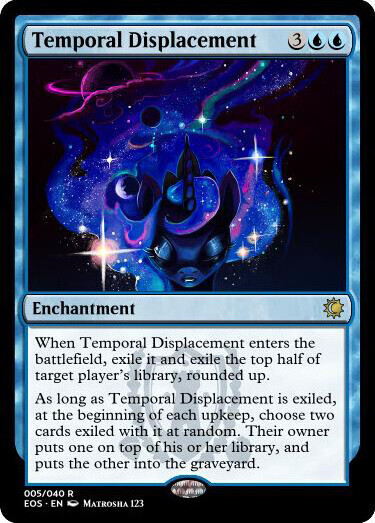 Temporal Displacement 3
Enchantment
When Temporal Displacement enters the
battlefield, exile it and exile the top half of
target player's library, rounded up.
As long as Temporal Displacement is exiled,
at the beginning of each upkeep, choose two
cards exiled with it at random. Their owner
puts one on top of his or her library, and
puts the other into the graveyard.
005/040 R
EOS · EN Matrosha 123